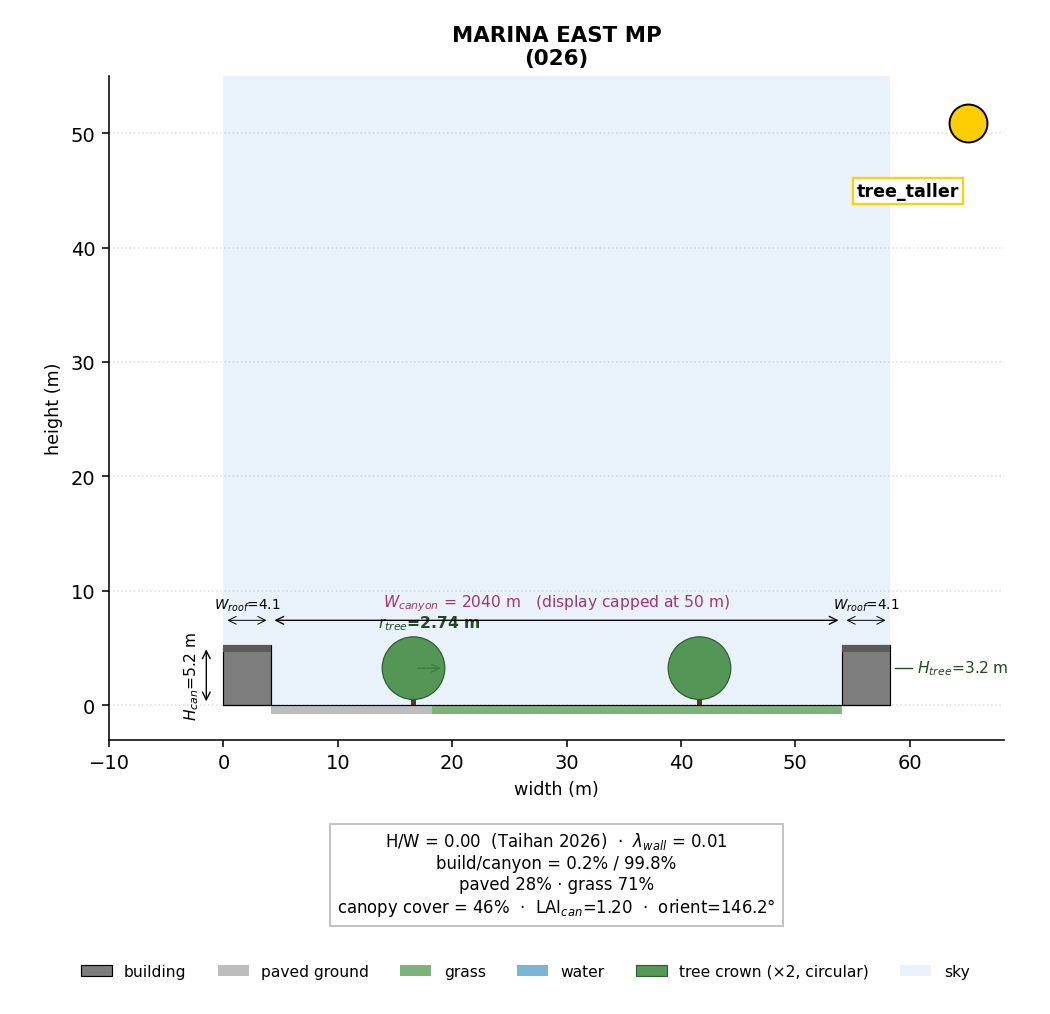 MARINA EAST MP
(026)
50
40
30
20
10
0
height (m)
tree_taller
W_roof=4.1
W_canyon = 2040 m (display capped at 50 m)
W_roof=4.1
r_tree=2.74 m
H_can=5.2 m
H_tree=3.2 m
−10 0 10 20 30 40 50 60
width (m)
H/W = 0.00 (Taihan 2026) · λ_wall = 0.01
build/canyon = 0.2% / 99.8%
paved 28% · grass 71%
canopy cover = 46% · LAI_can=1.20 · orient=146.2°
building paved ground grass water tree crown (×2, circular) sky